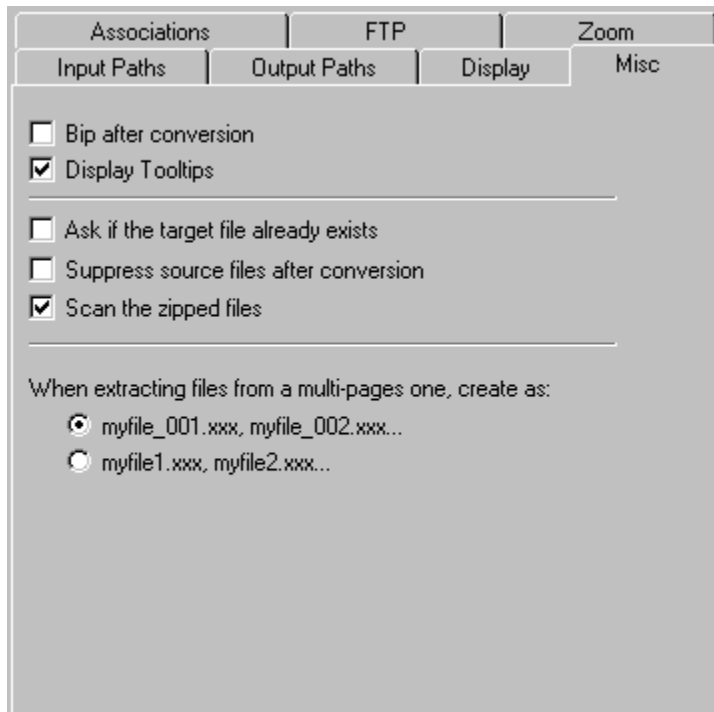 Associations FTP Zoom
Input Paths Output Paths Display Misc
Bip after conversion
Display Tooltips
Ask if the target file already exists
Suppress source files after conversion
Scan the zipped files
When extracting files from a multi-pages one, create as:
myfile_001.xxx, myfile_002.xxx...
myfile1.xxx, myfile2.xxx...